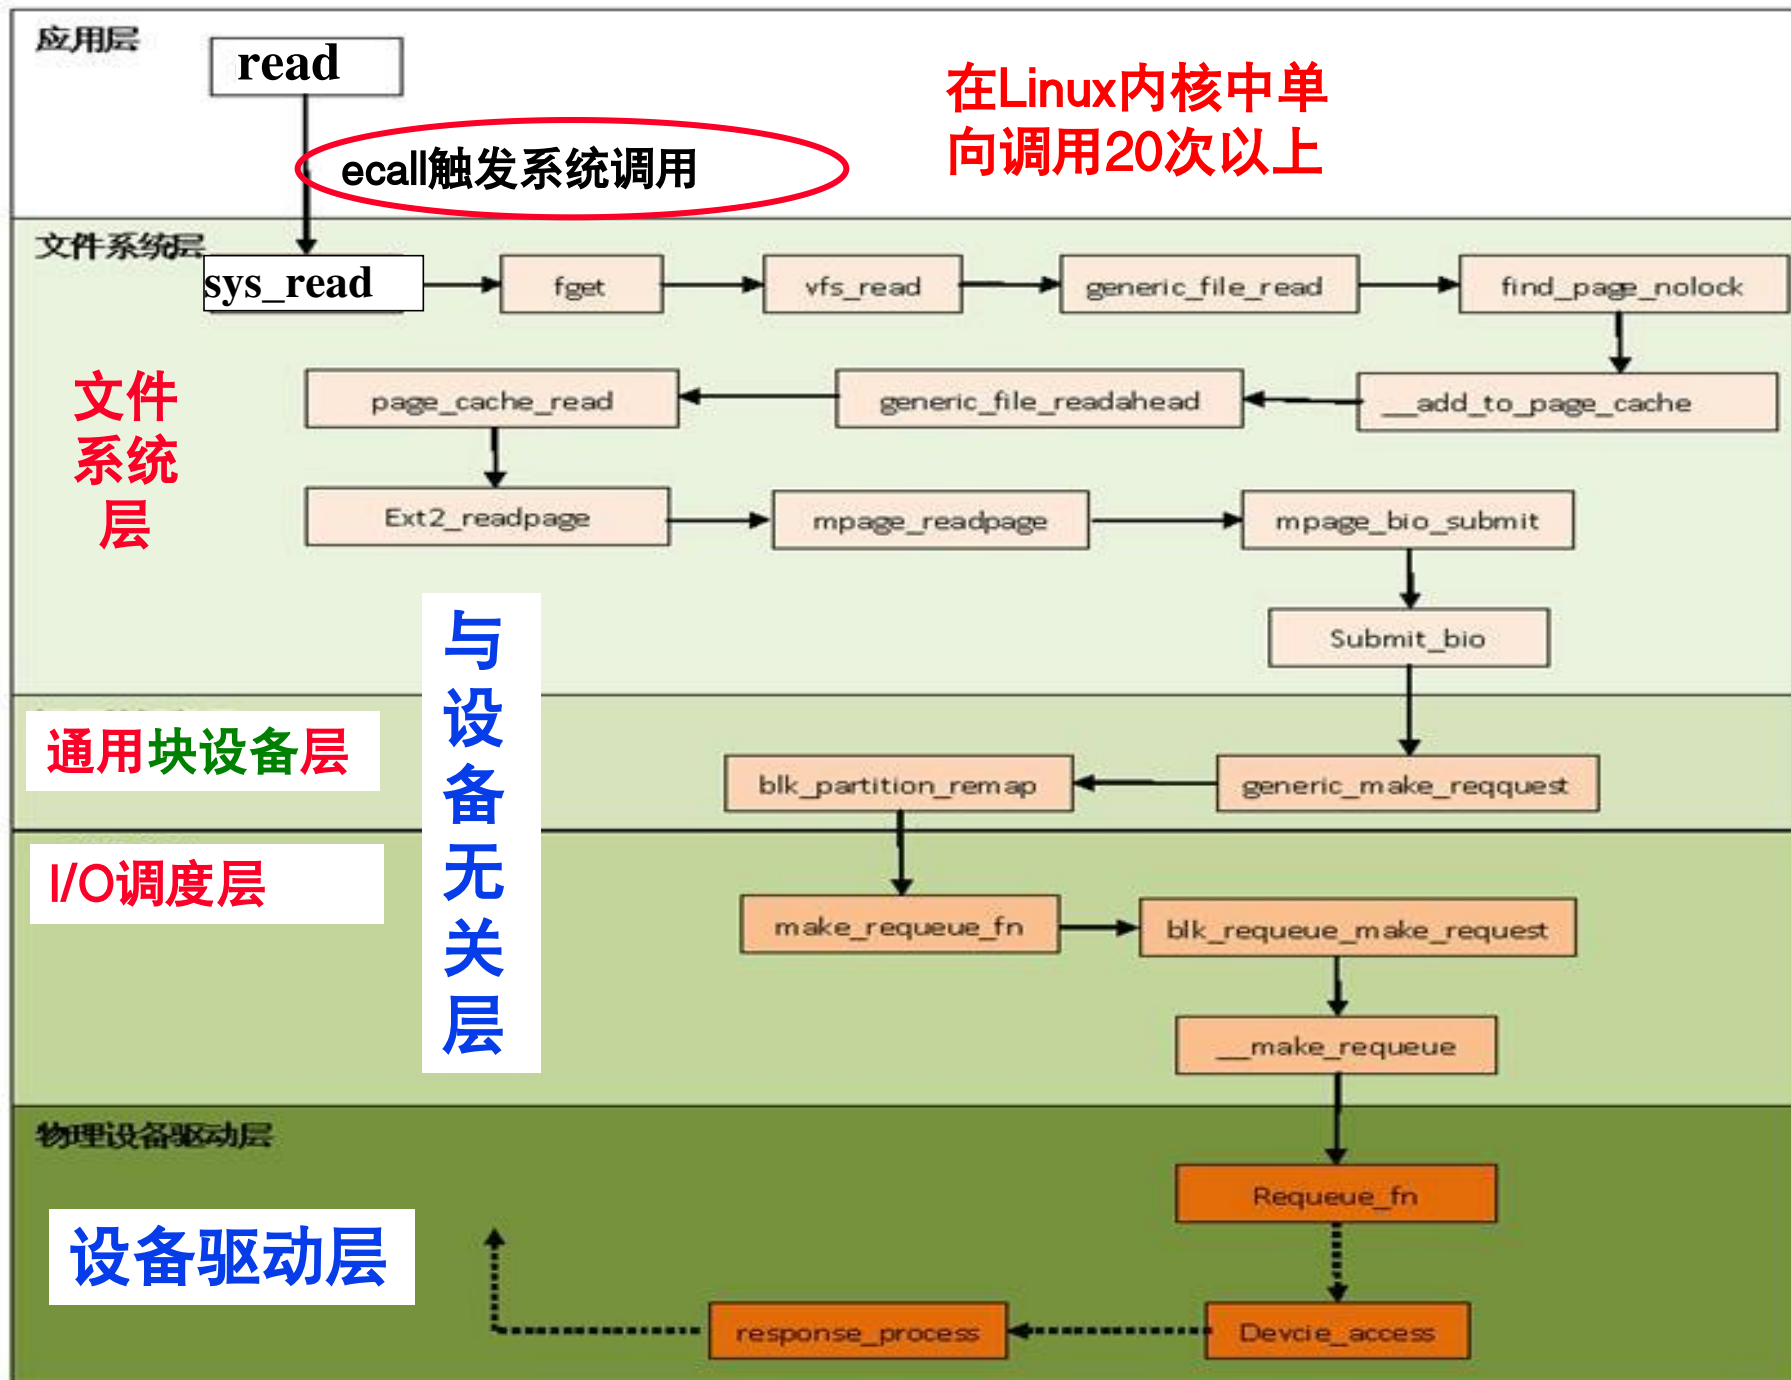 应用层
read
在Linux内核中单
向调用20次以上
ecall触发系统调用
文件系统层
sys_read
fget
vfs_read
generic_file_read
find_page_nolock
page_cache_read
generic_file_readahead
__add_to_page_cache
文件
系统
层
Ext2_readpage
mpage_readpage
mpage_bio_submit
Submit_bio
与
设
备
无
关
层
通用块设备层
blk_partition_remap
generic_make_reqquest
I/O调度层
make_requeue_fn
blk_requeue_make_request
__make_requeue
物理设备驱动层
Requeue_fn
设备驱动层
response_process
Devcie_access